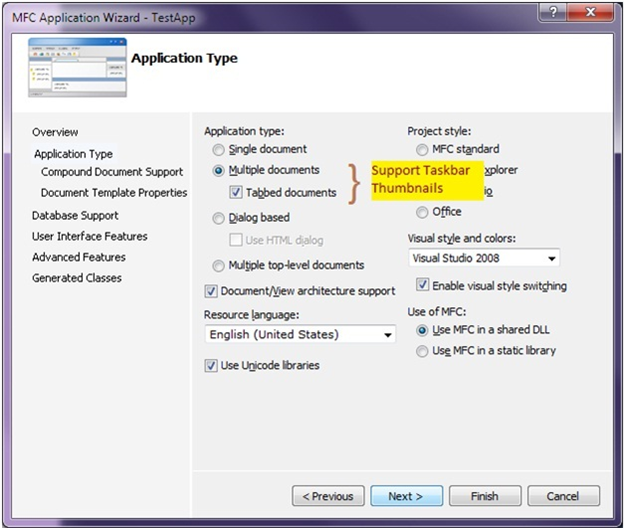 MFC Application Wizard - TestApp
?
Application Type
Overview
Application Type
Compound Document Support
Document Template Properties
Database Support
User Interface Features
Advanced Features
Generated Classes
Application type:
Single document
Multiple documents
Tabbed documents
Dialog based
Use HTML dialog
Multiple top-level documents
Document/View architecture support
Resource language:
English (United States)
Use Unicode libraries
Support Taskbar
Thumbnails
Project style:
MFC standard
xplorer
io
Office
Visual style and colors:
Visual Studio 2008
Enable visual style switching
Use of MFC:
Use MFC in a shared DLL
Use MFC in a static library
< Previous
Next >
Finish
Cancel